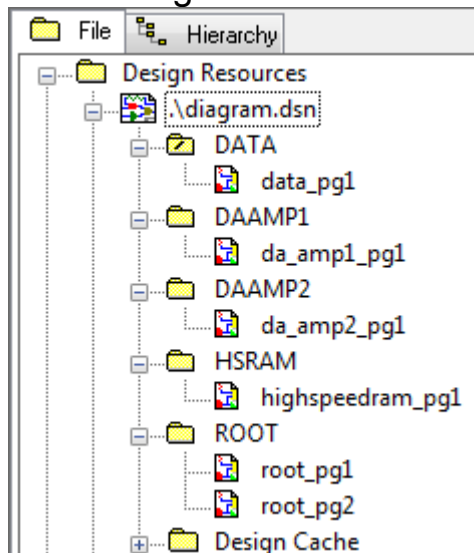 File Hierarchy
Design Resources
.\diagram.dsn
DATA
data_pg1
DAAMP1
da_amp1_pg1
DAAMP2
da_amp2_pg1
HSRAM
highspeedram_pg1
ROOT
root_pg1
root_pg2
Design Cache